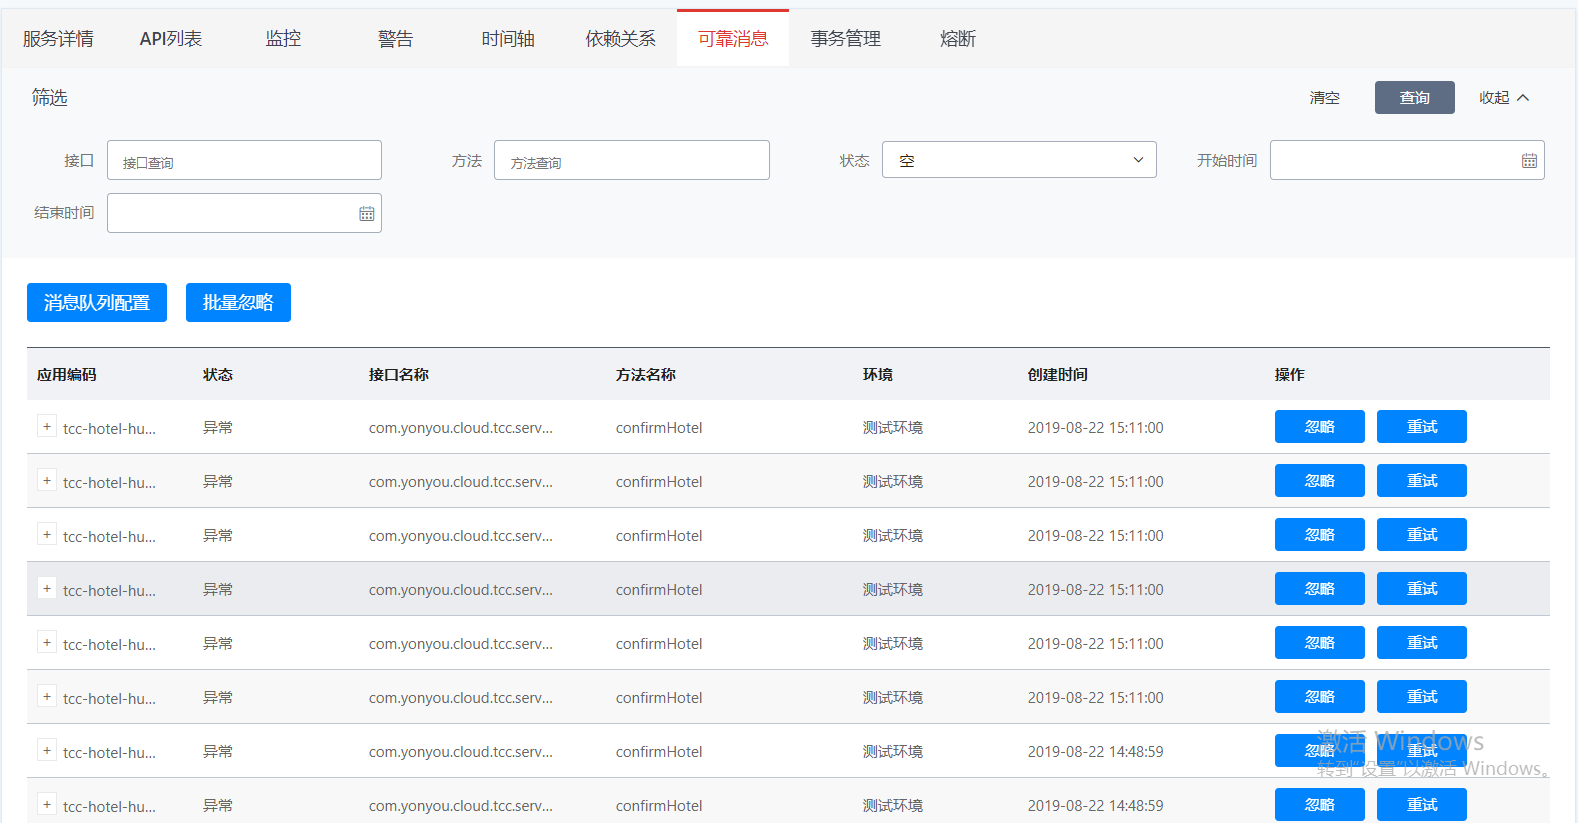 服务详情 API列表 监控 警告 时间轴 依赖关系 可靠消息 事务管理 熔断
筛选 清空 查询 收起
接口 接口查询 方法 方法查询 状态 空 开始时间
结束时间
消息队列配置 批量忽略
应用编码 状态 接口名称 方法名称 环境 创建时间 操作
+ tcc-hotel-hu... 异常 com.yonyou.cloud.tcc.serv... confirmHotel 测试环境 2019-08-22 15:11:00 忽略 重试
+ tcc-hotel-hu... 异常 com.yonyou.cloud.tcc.serv... confirmHotel 测试环境 2019-08-22 15:11:00 忽略 重试
+ tcc-hotel-hu... 异常 com.yonyou.cloud.tcc.serv... confirmHotel 测试环境 2019-08-22 15:11:00 忽略 重试
+ tcc-hotel-hu... 异常 com.yonyou.cloud.tcc.serv... confirmHotel 测试环境 2019-08-22 15:11:00 忽略 重试
+ tcc-hotel-hu... 异常 com.yonyou.cloud.tcc.serv... confirmHotel 测试环境 2019-08-22 15:11:00 忽略 重试
+ tcc-hotel-hu... 异常 com.yonyou.cloud.tcc.serv... confirmHotel 测试环境 2019-08-22 15:11:00 忽略 重试
+ tcc-hotel-hu... 异常 com.yonyou.cloud.tcc.serv... confirmHotel 测试环境 2019-08-22 14:48:59 忽略 重试
激活 Windows
转到"设置"以激活 Windows。
+ tcc-hotel-hu... 异常 com.yonyou.cloud.tcc.serv... confirmHotel 测试环境 2019-08-22 14:48:59 忽略 重试